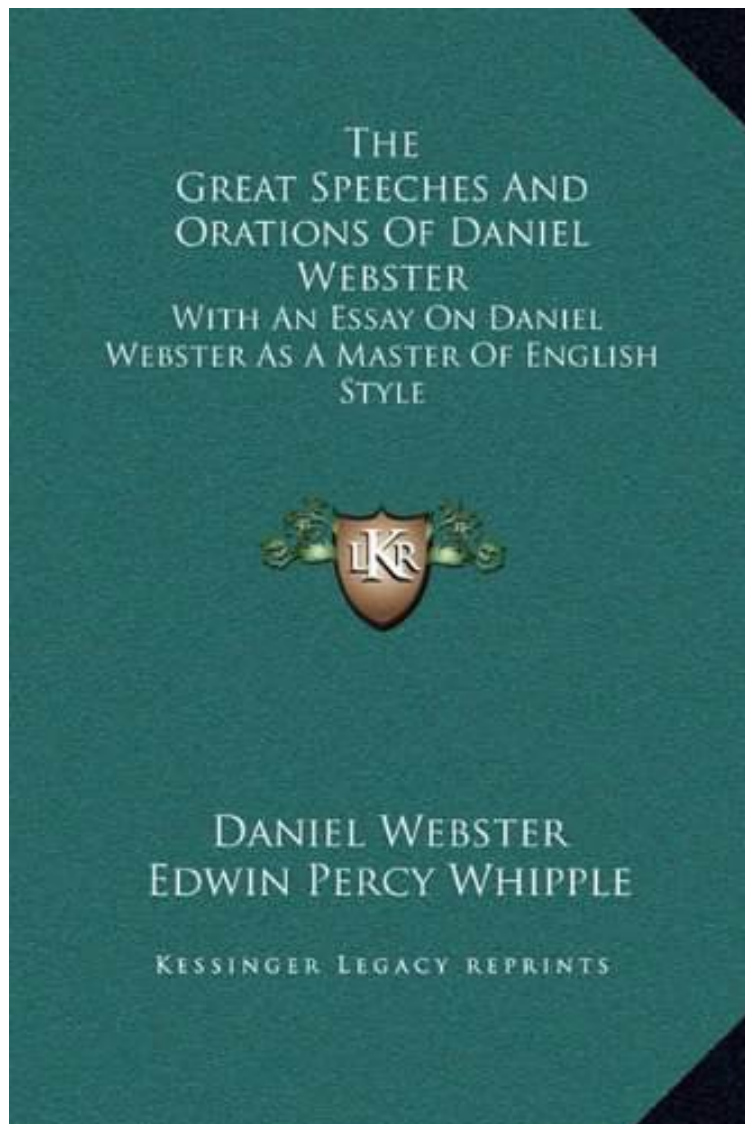 THE
GREAT SPEECHES AND
ORATIONS OF DANIEL
WEBSTER
WITH AN ESSAY ON DANIEL
WEBSTER AS A MASTER OF ENGLISH
STYLE
LKR
DANIEL WEBSTER
EDWIN PERCY WHIPPLE
KESSINGER LEGACY REPRINTS